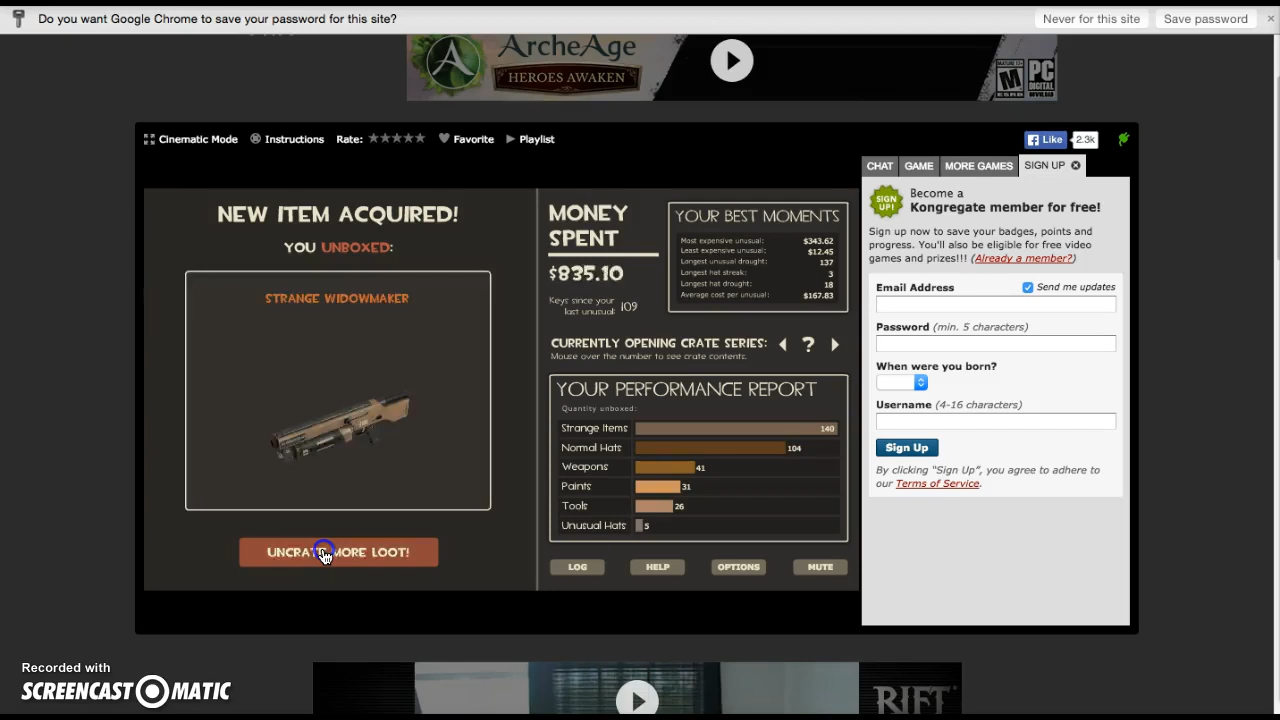 Do you want Google Chrome to save your password for this site?
Never for this site
Save password
ArcheAge
HEROES AWAKEN
MATURE 17+
M
ESRB
PC
DIGITAL
DOWNLOAD
Cinematic Mode
Instructions
Rate:
Favorite
Playlist
Like
2.3k
CHAT
GAME
MORE GAMES
SIGN UP
NEW ITEM ACQUIRED!
YOU UNBOXED:
STRANGE WIDOWMAKER
UNCRATE MORE LOOT!
MONEY
SPENT
$835.10
Keys since your
last unusual:
109
YOUR BEST MOMENTS
Most expensive unusual: $343.62
Least expensive unusual: $12.45
Longest unusual drought: 137
Longest hat streak: 3
Longest hat drought: 18
Average cost per unusual: $167.83
CURRENTLY OPENING CRATE SERIES: ?
Mouse over the number to see crate contents.
YOUR PERFORMANCE REPORT
Quantity unboxed:
Strange Items 140
Normal Hats 104
Weapons 41
Paints 31
Tools 26
Unusual Hats 5
LOG
HELP
OPTIONS
MUTE
SIGN
UP!
Become a
Kongregate member for free!
Sign up now to save your badges, points and
progress. You'll also be eligible for free video
games and prizes!!! (Already a member?)
Email Address
Send me updates
Password (min. 5 characters)
When were you born?
Username (4-16 characters)
Sign Up
By clicking "Sign Up", you agree to adhere to
our Terms of Service.
Recorded with
SCREENCAST-O-MATIC
RIFT